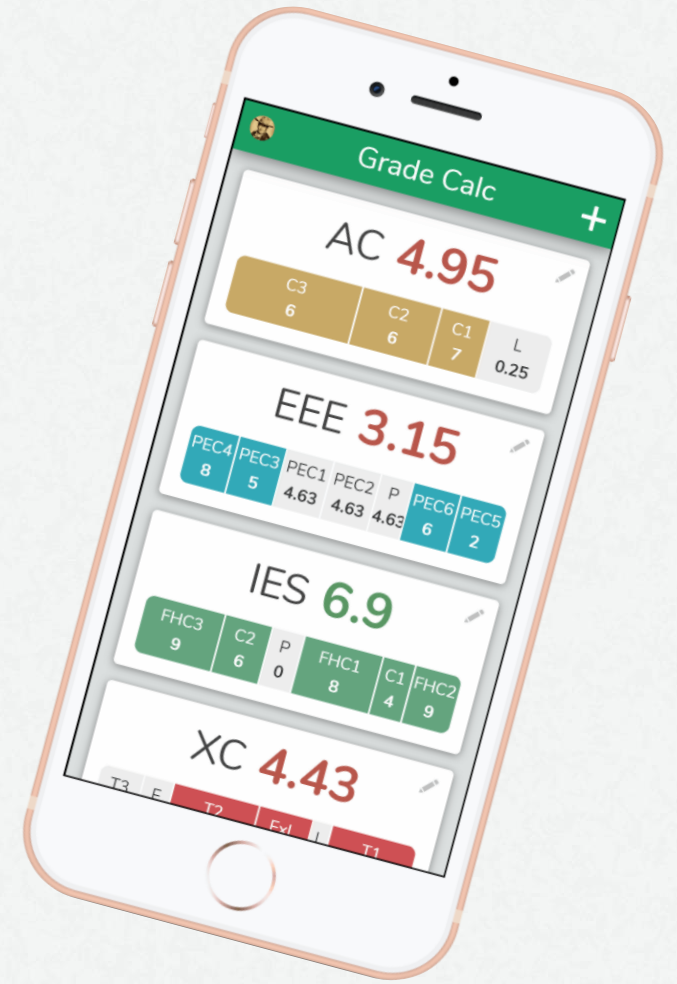 Grade Calc +
AC 4.95
C3 C2 C1 L
6 6 7 0.25
EEE 3.15
PEC4 PEC3 PEC1 PEC2 P PEC6 PEC5
8 5 4.63 4.63 4.63 6 2
IES 6.9
FHC3 C2 P FHC1 C1 FHC2
9 6 0 8 4 9
XC 4.43
T3 T2 T1